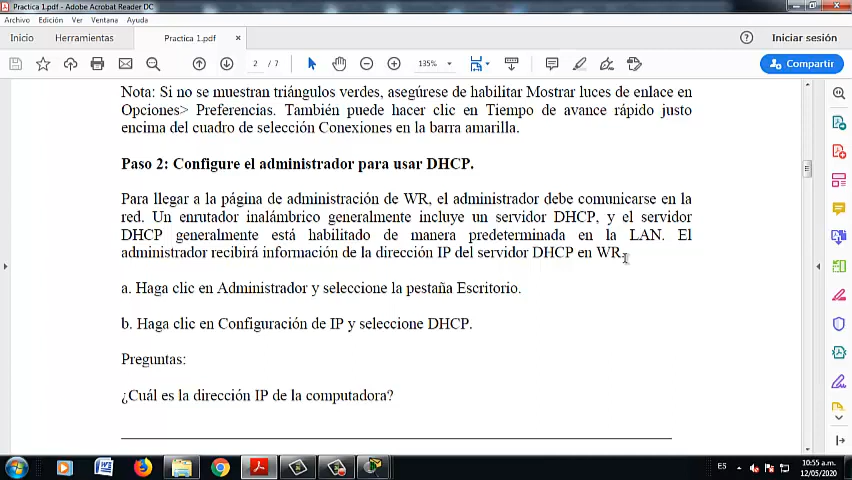 Practica 1.pdf - Adobe Acrobat Reader DC
Archivo Edición Ver Ventana Ayuda
Inicio Herramientas Practica 1.pdf × Iniciar sesión
2 / 7 135% Compartir
Nota: Si no se muestran triángulos verdes, asegúrese de habilitar Mostrar luces de enlace en
Opciones> Preferencias. También puede hacer clic en Tiempo de avance rápido justo
encima del cuadro de selección Conexiones en la barra amarilla.
Paso 2: Configure el administrador para usar DHCP.
Para llegar a la página de administración de WR, el administrador debe comunicarse en la
red. Un enrutador inalámbrico generalmente incluye un servidor DHCP, y el servidor
DHCP generalmente está habilitado de manera predeterminada en la LAN. El
administrador recibirá información de la dirección IP del servidor DHCP en WR.
a. Haga clic en Administrador y seleccione la pestaña Escritorio.
b. Haga clic en Configuración de IP y seleccione DHCP.
Preguntas:
¿Cuál es la dirección IP de la computadora?
ES 10:55 a.m.
12/05/2020